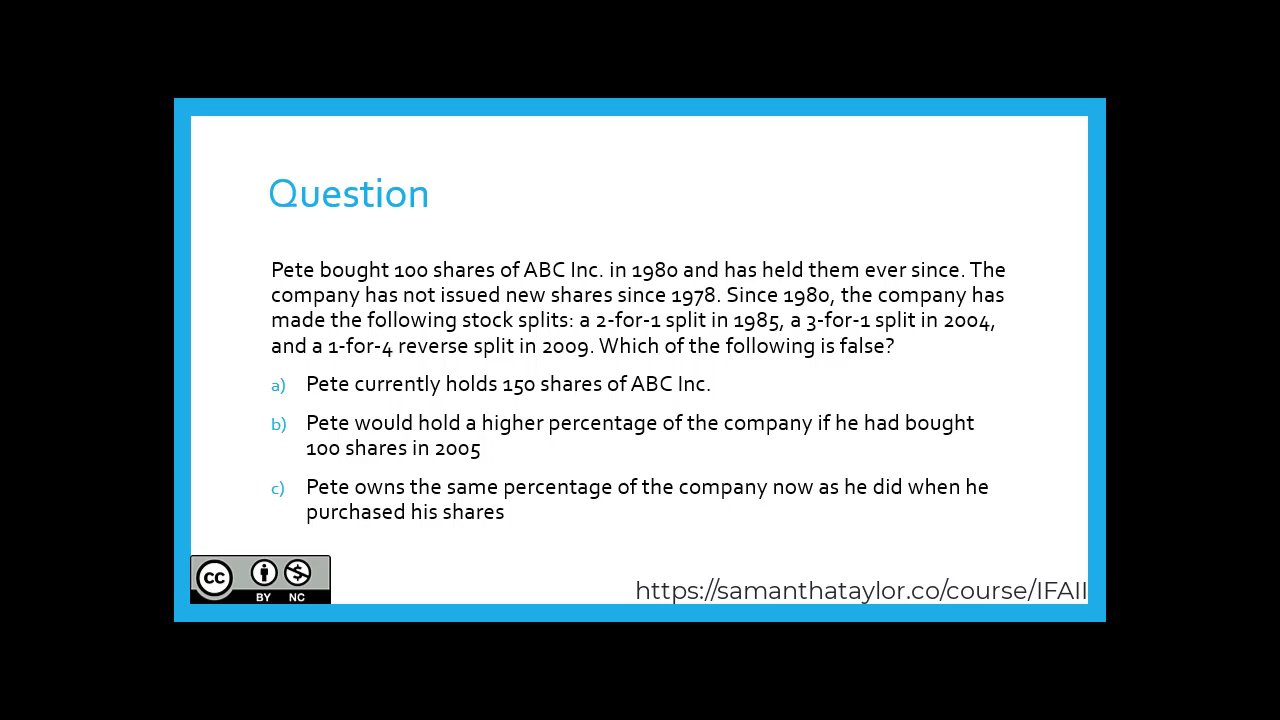 Question
Pete bought 100 shares of ABC Inc. in 1980 and has held them ever since. The
company has not issued new shares since 1978. Since 1980, the company has
made the following stock splits: a 2-for-1 split in 1985, a 3-for-1 split in 2004,
and a 1-for-4 reverse split in 2009. Which of the following is false?
a) Pete currently holds 150 shares of ABC Inc.
b) Pete would hold a higher percentage of the company if he had bought
100 shares in 2005
c) Pete owns the same percentage of the company now as he did when he
purchased his shares
cc BY NC
https://samanthataylor.co/course/IFAII